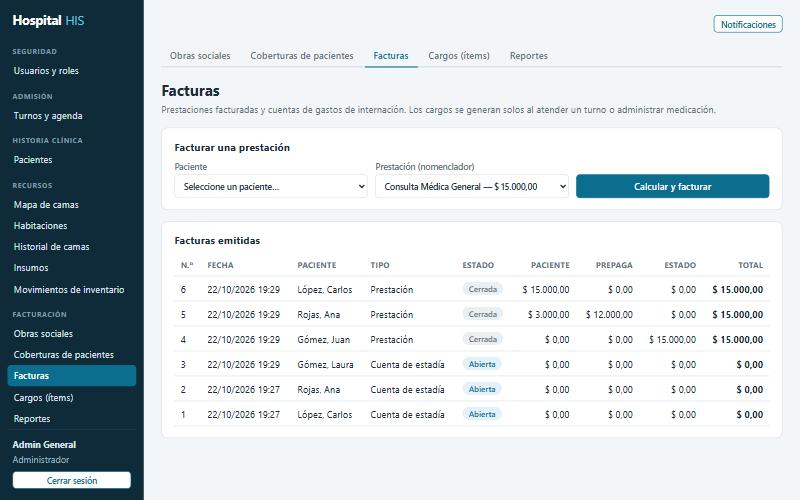 Hospital HIS
SEGURIDAD
Usuarios y roles
ADMISIÓN
Turnos y agenda
HISTORIA CLÍNICA
Pacientes
RECURSOS
Mapa de camas
Habitaciones
Historial de camas
Insumos
Movimientos de inventario
FACTURACIÓN
Obras sociales
Coberturas de pacientes
Facturas
Cargos (ítems)
Reportes
Admin General
Administrador
Cerrar sesión
Notificaciones
Obras sociales Coberturas de pacientes Facturas Cargos (ítems) Reportes
Facturas
Prestaciones facturadas y cuentas de gastos de internación. Los cargos se generan solos al atender un turno o administrar medicación.
Facturar una prestación
Paciente Prestación (nomenclador)
Seleccione un paciente... Consulta Médica General — $ 15.000,00 Calcular y facturar
Facturas emitidas
N.º FECHA PACIENTE TIPO ESTADO PACIENTE PREPAGA ESTADO TOTAL
6 22/10/2026 19:29 López, Carlos Prestación Cerrada $ 15.000,00 $ 0,00 $ 0,00 $ 15.000,00
5 22/10/2026 19:29 Rojas, Ana Prestación Cerrada $ 3.000,00 $ 12.000,00 $ 0,00 $ 15.000,00
4 22/10/2026 19:29 Gómez, Juan Prestación Cerrada $ 0,00 $ 0,00 $ 15.000,00 $ 15.000,00
3 22/10/2026 19:29 Gómez, Laura Cuenta de estadía Abierta $ 0,00 $ 0,00 $ 0,00 $ 0,00
2 22/10/2026 19:27 Rojas, Ana Cuenta de estadía Abierta $ 0,00 $ 0,00 $ 0,00 $ 0,00
1 22/10/2026 19:27 López, Carlos Cuenta de estadía Abierta $ 0,00 $ 0,00 $ 0,00 $ 0,00